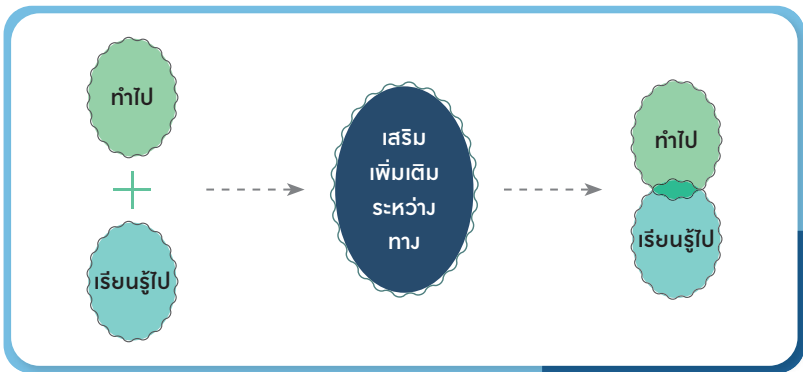 ทำไป
+
เรียนรู้ไป
เสริม
เพิ่มเติม
ระหว่าง
ทาง
ทำไป
เรียนรู้ไป